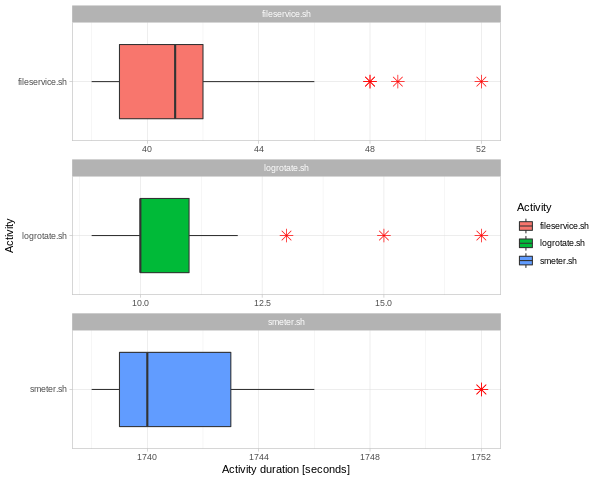 fileservice.sh
fileservice.sh
40 44 48 52
logrotate.sh
logrotate.sh
10.0 12.5 15.0
smeter.sh
smeter.sh
1740 1744 1748 1752
Activity duration [seconds]
Activity
Activity
fileservice.sh
logrotate.sh
smeter.sh